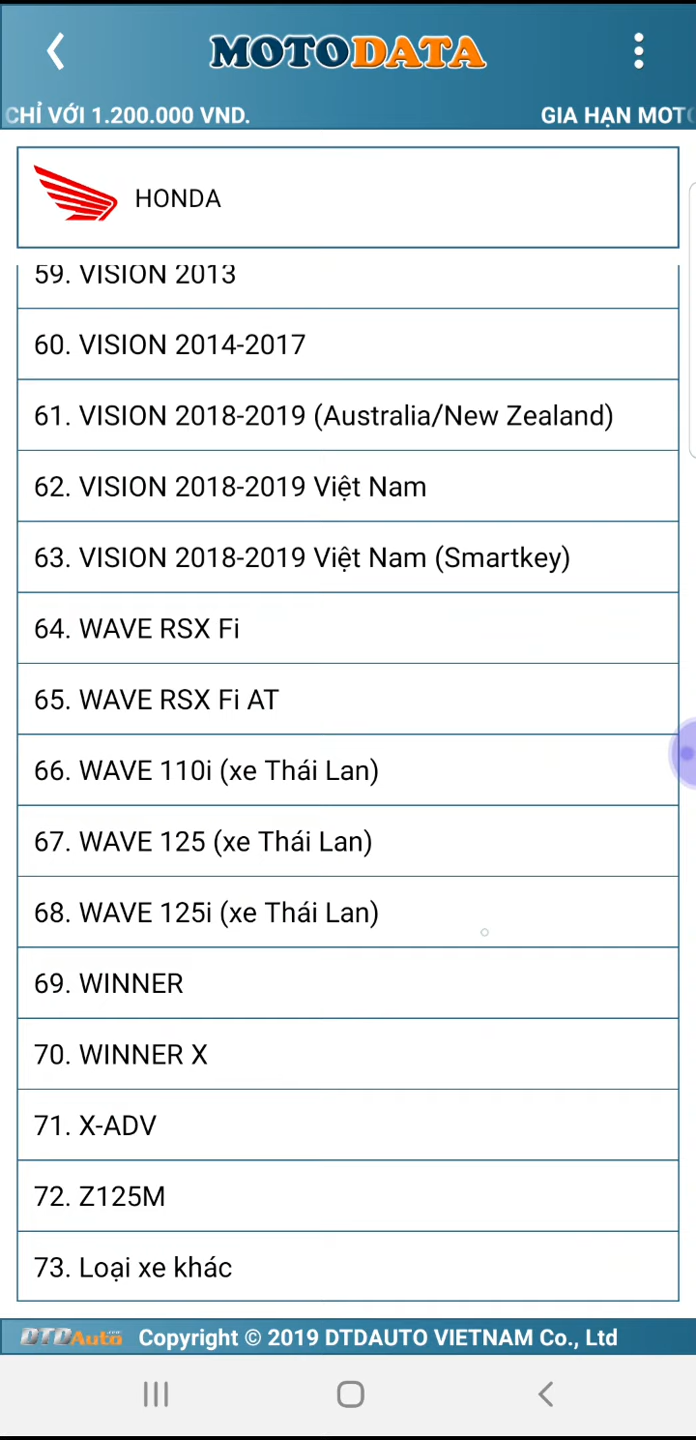 MOTODATA
CHỈ VỚI 1.200.000 VND. GIA HẠN MOTO
HONDA
59. VISION 2013
60. VISION 2014-2017
61. VISION 2018-2019 (Australia/New Zealand)
62. VISION 2018-2019 Việt Nam
63. VISION 2018-2019 Việt Nam (Smartkey)
64. WAVE RSX Fi
65. WAVE RSX Fi AT
66. WAVE 110i (xe Thái Lan)
67. WAVE 125 (xe Thái Lan)
68. WAVE 125i (xe Thái Lan)
69. WINNER
70. WINNER X
71. X-ADV
72. Z125M
73. Loại xe khác
DTDAuto Copyright © 2019 DTDAUTO VIETNAM Co., Ltd